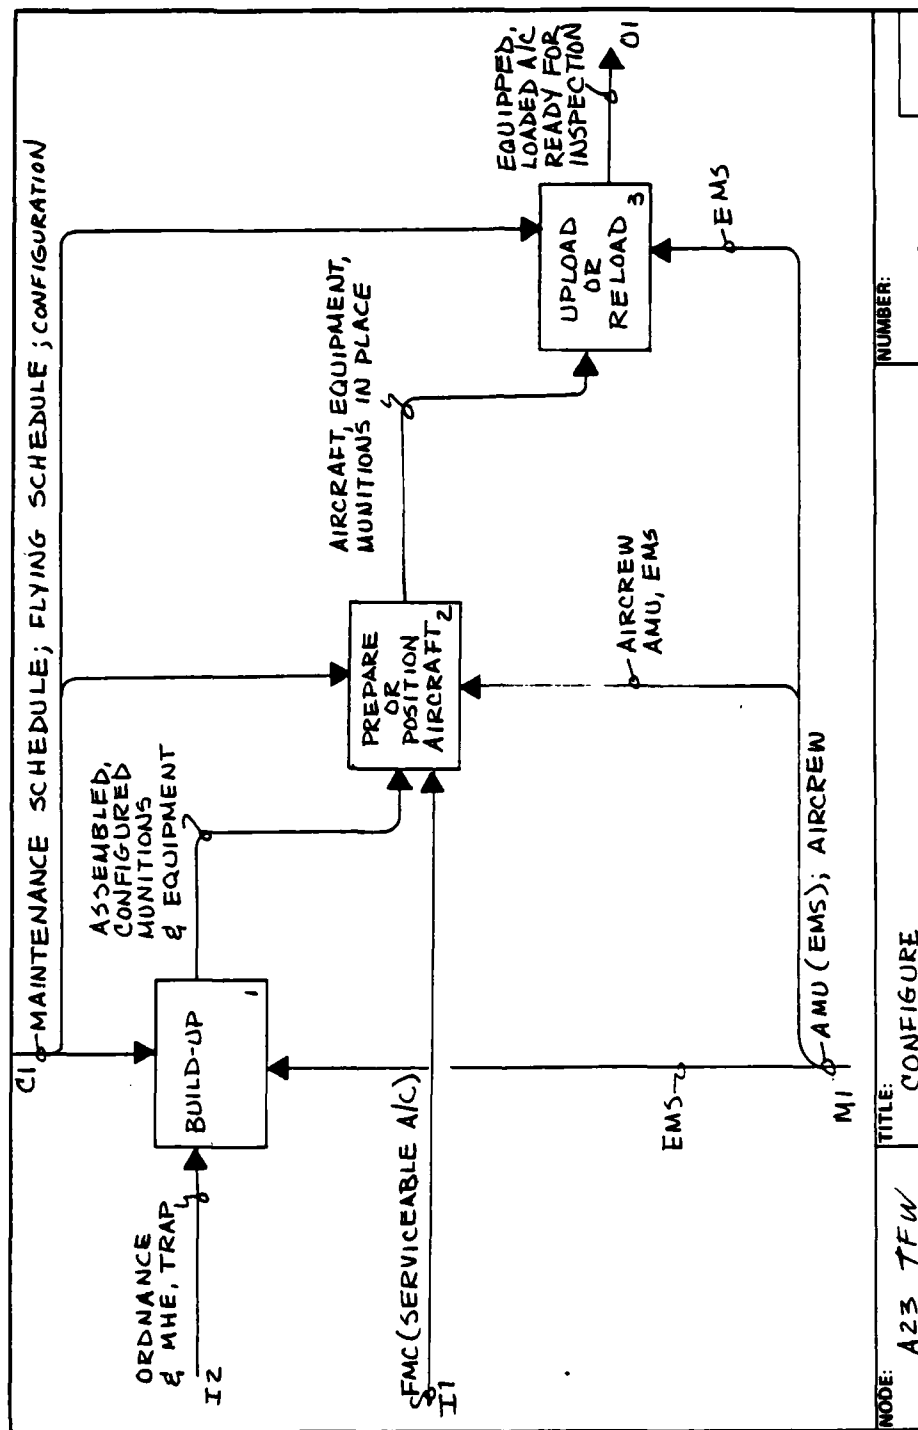 C1
MAINTENANCE SCHEDULE; FLYING SCHEDULE; CONFIGURATION
ORDNANCE
& MHE, TRAP
I2
BUILD-UP
1
ASSEMBLED,
CONFIGURED
MUNITIONS
& EQUIPMENT
FMC (SERVICEABLE A/C)
I1
PREPARE
OR
POSITION
AIRCRAFT
2
AIRCRAFT, EQUIPMENT,
MUNITIONS IN PLACE
UPLOAD
OR
RELOAD
3
EQUIPPED,
LOADED A/C
READY FOR
INSPECTION
O1
EMS
AIRCREW
AMU, EMS
EMS
AMU (EMS); AIRCREW
M1
NODE: A23 TFW
TITLE: CONFIGURE
NUMBER: